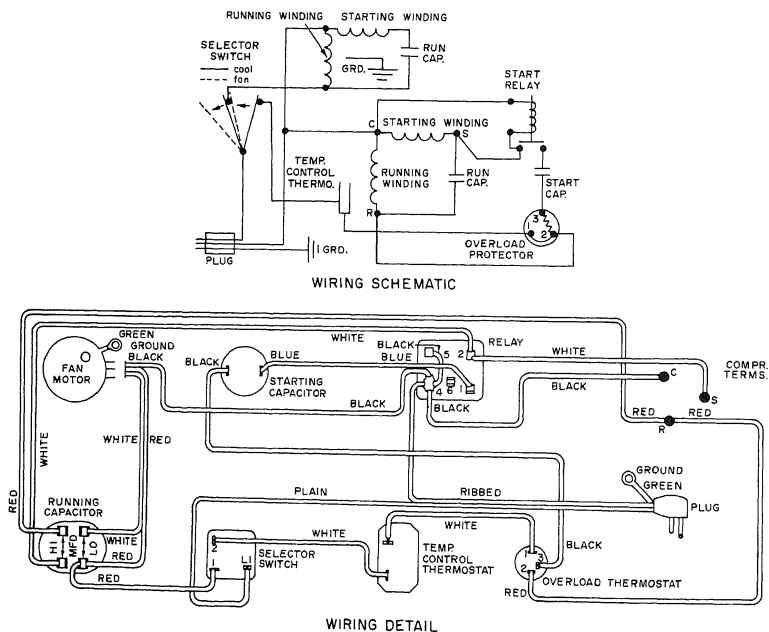 RUNNING WINDING
STARTING WINDING
SELECTOR
SWITCH
cool
fan
RUN
CAP.
GRD.
START
RELAY
C
STARTING WINDING
S
TEMP.
CONTROL
THERMO.
RUNNING
WINDING
RUN
CAP.
START
CAP.
R
3
1
2
OVERLOAD
PROTECTOR
PLUG
GRD.
WIRING SCHEMATIC
GREEN
GROUND
BLACK
FAN
MOTOR
BLACK
BLUE
STARTING
CAPACITOR
WHITE
BLACK
BLUE
5
2
RELAY
4
6
1
BLACK
BLACK
WHITE
BLACK
COMPR.
TERMS.
C
S
RED
RED
R
WHITE
WHITE
RED
RED
RUNNING
CAPACITOR
HI
MFD
LO
WHITE
RED
RED
PLAIN
RIBBED
GROUND
GREEN
PLUG
2
1
L1
SELECTOR
SWITCH
WHITE
WHITE
TEMP.
CONTROL
THERMOSTAT
1
3
2
BLACK
OVERLOAD THERMOSTAT
RED
WIRING DETAIL